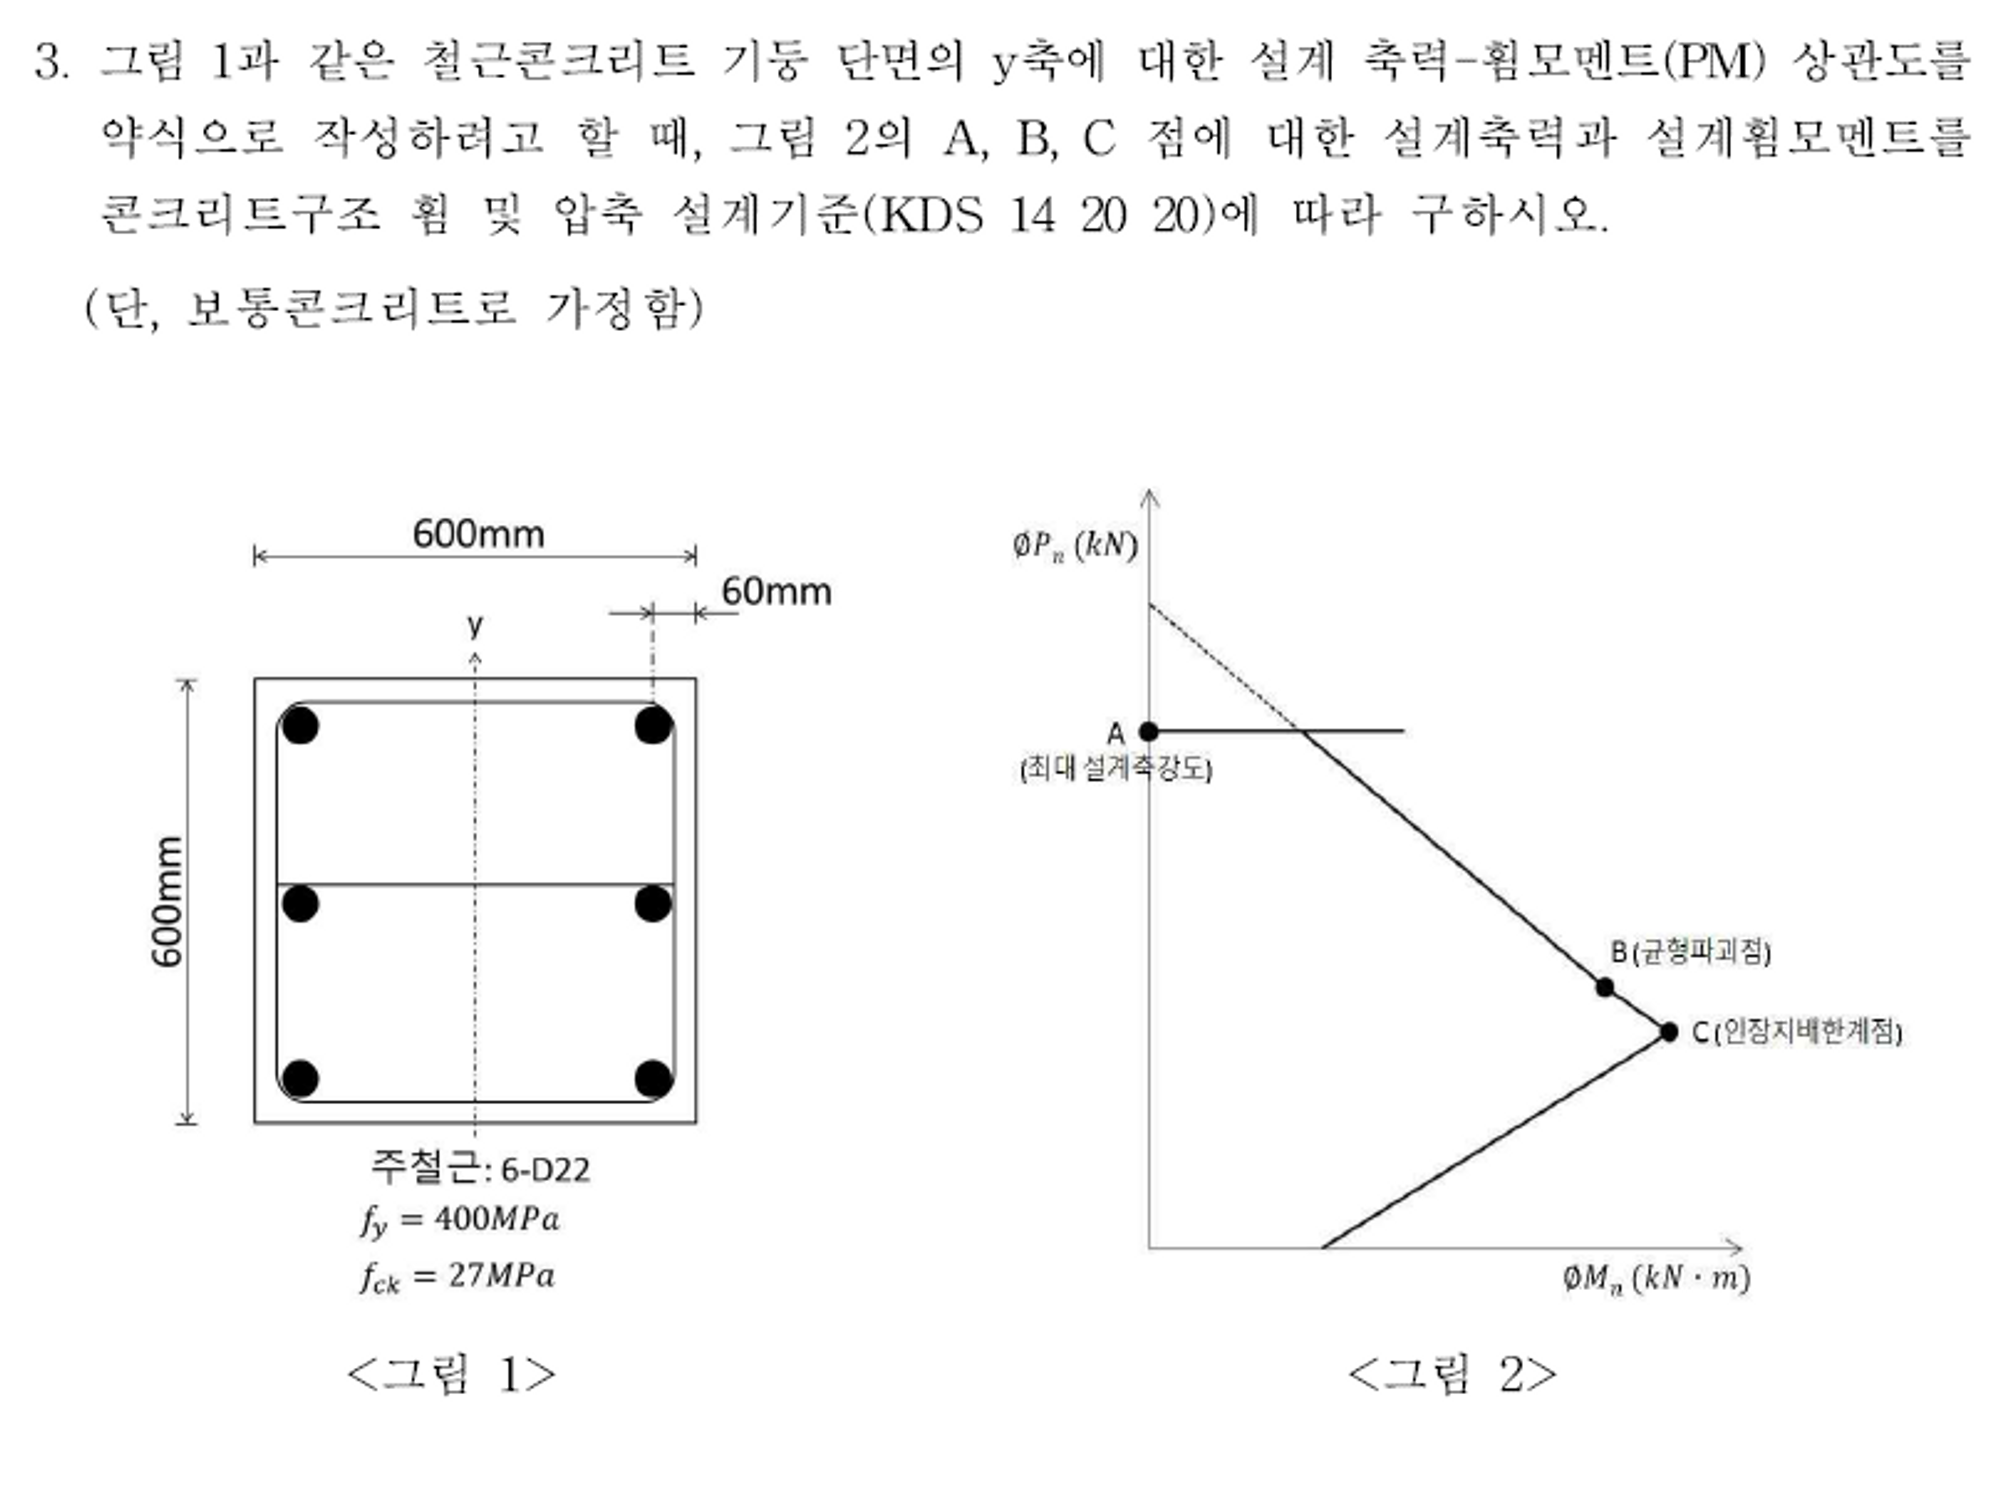 3. 그림 1과 같은 철근콘크리트 기둥 단면의 y축에 대한 설계 축력-휨모멘트(PM) 상관도를
약식으로 작성하려고 할 때, 그림 2의 A, B, C 점에 대한 설계축력과 설계휨모멘트를
콘크리트구조 휨 및 압축 설계기준(KDS 14 20 20)에 따라 구하시오.
(단, 보통콘크리트로 가정함)
600mm
60mm
y
600mm
주철근: 6-D22
f_y = 400MPa
f_ck = 27MPa
<그림 1>
ØP_n (kN)
A
(최대 설계축강도)
B (균형파괴점)
C (인장지배한계점)
ØM_n (kN · m)
<그림 2>